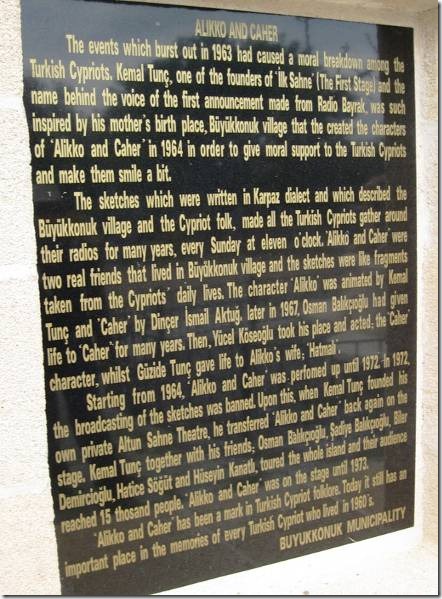 ALIKKO AND CAHER
The events which burst out in 1963 had caused a moral breakdown among the
Turkish Cypriots. Kemal Tunç, one of the founders of "İlk Sahne" (The First Stage) and the
name behind the voice of the first announcement made from Radio Bayrak, was such
inspired by his mother's birth place, Büyükkonuk village that the created the characters
of "Alikko and Caher" in 1964 in order to give moral support to the Turkish Cypriots
and make them smile a bit.
The sketches which were written in Karpaz dialect and which described the
Büyükkonuk village and the Cypriot folk, made all the Turkish Cypriots gather around
their radios for many years, every Sunday at eleven o'clock. "Alikko and Caher" were
two real friends that lived in Büyükkonuk village and the sketches were like fragments
taken from the Cypriots' daily lives. The character "Alikko" was animated by Kemal
Tunç and "Caher" by Dinçer İsmail Aktuğ, later in 1967, Osman Balıkçıoğlu had given
life to "Caher" for many years. Then, Yücel Köseoğlu took his place and acted; the "Caher"
character, whilst Güzide Tunç gave life to Alikko's wife; "Hatmalı".
Starting from 1964, "Alikko and Caher" was perfomed up until 1972. In 1972,
the broadcasting of the sketches was banned. Upon this, when Kemal Tunç founded his
own private Altun Sahne Theatre, he transferred "Alikko and Caher" back again on the
stage. Kemal Tunç together with his friends; Osman Balıkçıoğlu, Şadiye Balıkçıoğlu, Biler
Demircioğlu, Hatice Söğüt and Hüseyin Kanatlı, toured the whole island and their audience
reached 15 thosand people. "Alikko and Caher" was on the stage until 1973.
"Alikko and Caher" has been a mark in Turkish Cypriot folklore. Today it still has an
important place in the memories of every Turkish Cypriot who lived in 1960's.
BUYUKKONUK MUNICIPALITY